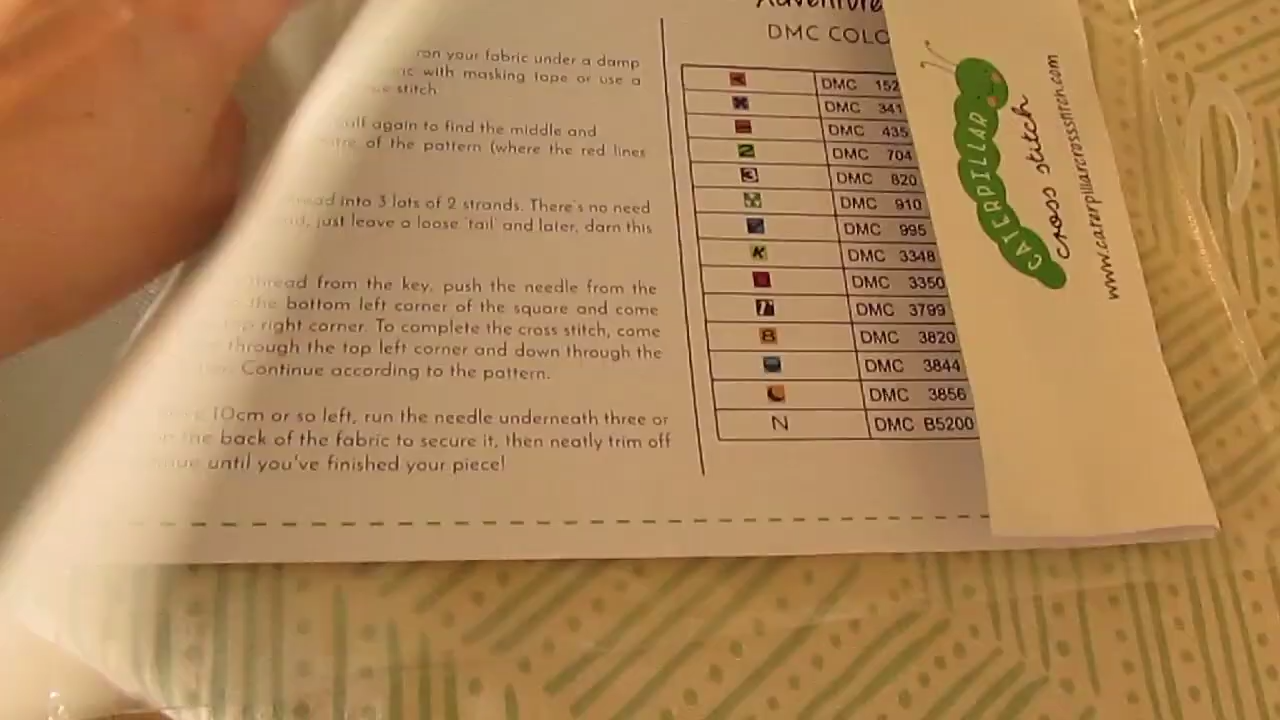 Adventure
DMC COLO
ron your fabric under a damp
ic with masking tape or use a
stitch
again to find the middle and
of the pattern (where the red lines
into 3 lots of 2 strands. There's no need
just leave a loose 'tail' and later, darn this
thread from the key, push the needle from the
the bottom left corner of the square and come
right corner. To complete the cross stitch, come
through the top left corner and down through the
Continue according to the pattern.
10cm or so left, run the needle underneath three or
the back of the fabric to secure it, then neatly trim off
until you've finished your piece!
DMC 152
DMC 341
DMC 435
2 DMC 704
3 DMC 820
DMC 910
DMC 995
K DMC 3348
DMC 3350
DMC 3799
B DMC 3820
DMC 3844
DMC 3856
N DMC B5200
CATERPILLAR
cross stitch
www.caterpillarcrossstitch.com